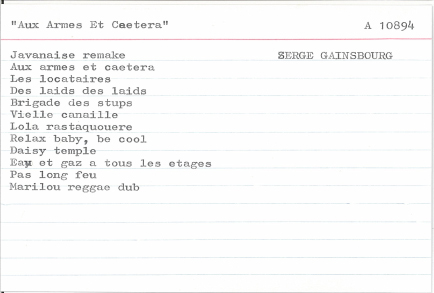 "Aux Armes Et Caetera" A 10894
Javanaise remake SERGE GAINSBOURG
Aux armes et caetera
Les locataires
Des laids des laids
Brigade des stups
Vielle canaille
Lola rastaquouere
Relax baby, be cool
Daisy temple
Eau et gaz a tous les etages
Pas long feu
Marilou reggae dub